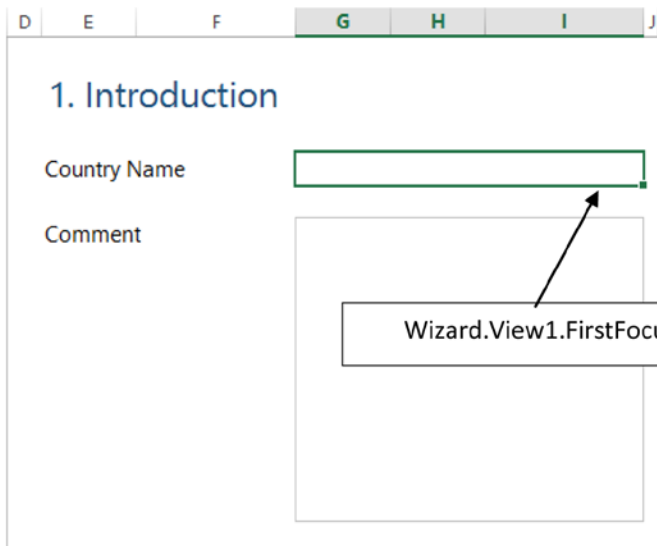 D E F G H I J
1. Introduction
Country Name
Comment
Wizard.View1.FirstFocu